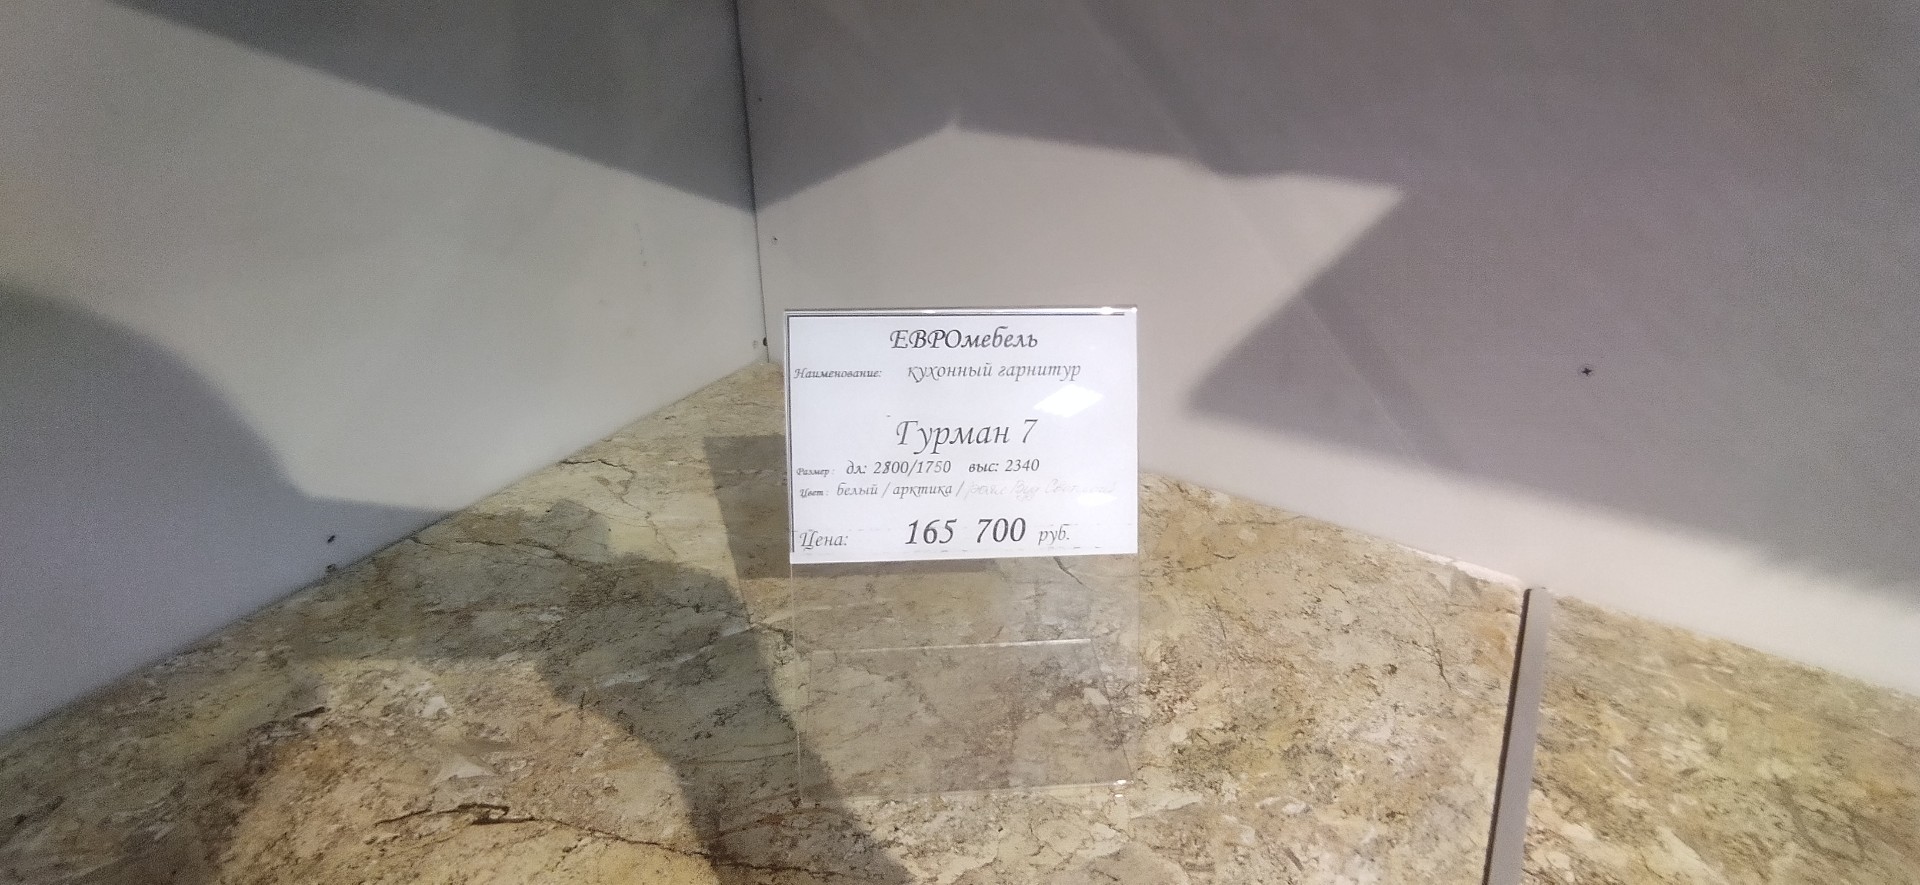 ЕВРОмебель
Наименование: кухонный гарнитур
Гурман 7
Размер: дл: 2800/1750 выс: 2340
Цвет: белый / арктика /
Цена: 165 700 руб.